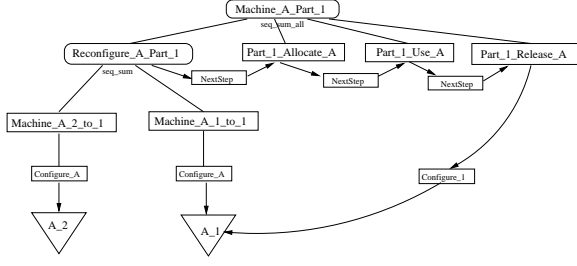 Machine_A_Part_1
seq_sum_all
Reconfigure_A_Part_1
Part_1_Allocate_A
Part_1_Use_A
Part_1_Release_A
seq_sum
NextStep
NextStep
NextStep
Machine_A_2_to_1
Machine_A_1_to_1
Configure_A
Configure_A
Configure_1
A_2
A_1